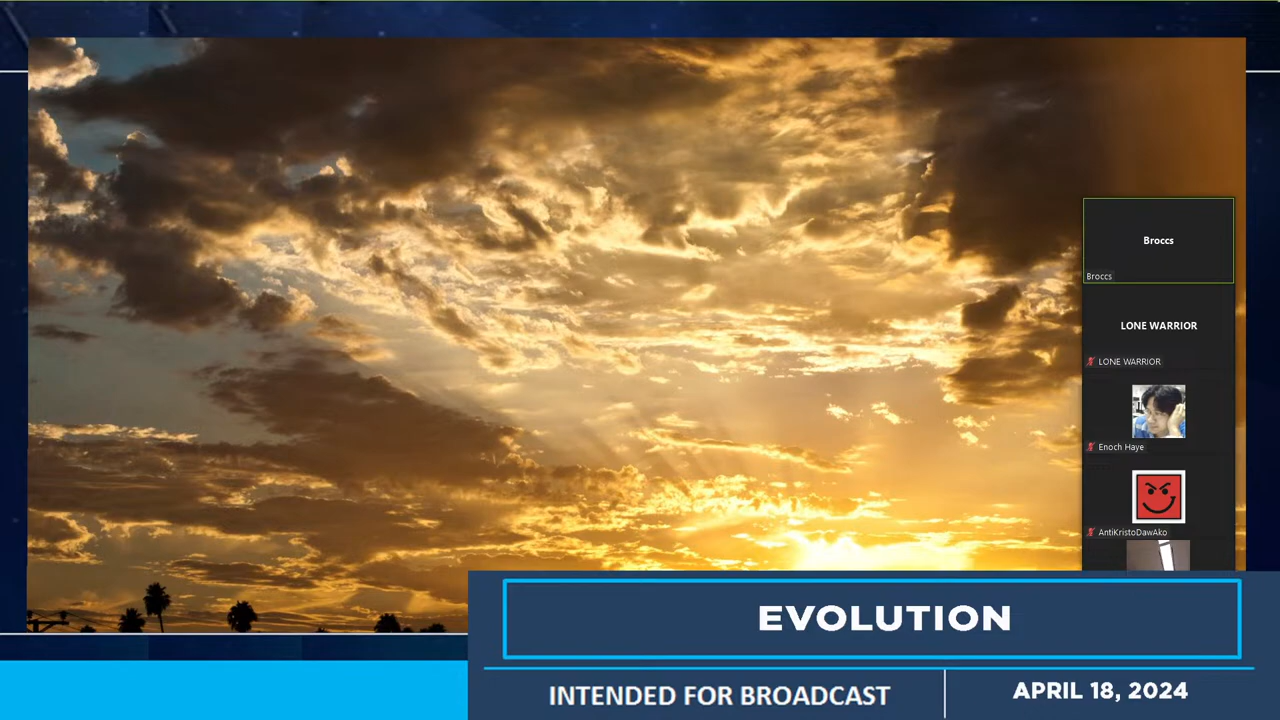 Broccs
Broccs
LONE WARRIOR
LONE WARRIOR
Enoch Haye
AntiKristoDawAko
EVOLUTION
INTENDED FOR BROADCAST
APRIL 18, 2024